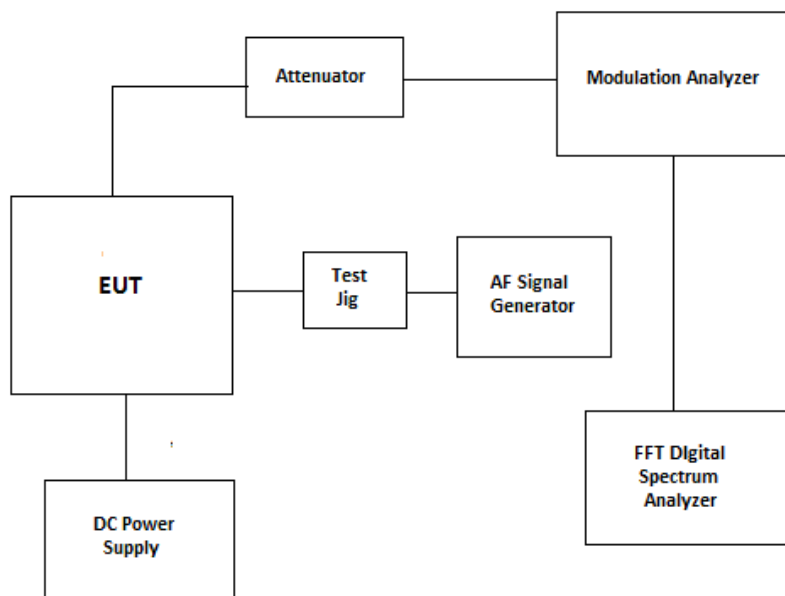 Attenuator
Modulation Analyzer
EUT
Test
Jig
AF Signal
Generator
FFT DIgital
Spectrum
Analyzer
DC Power
Supply